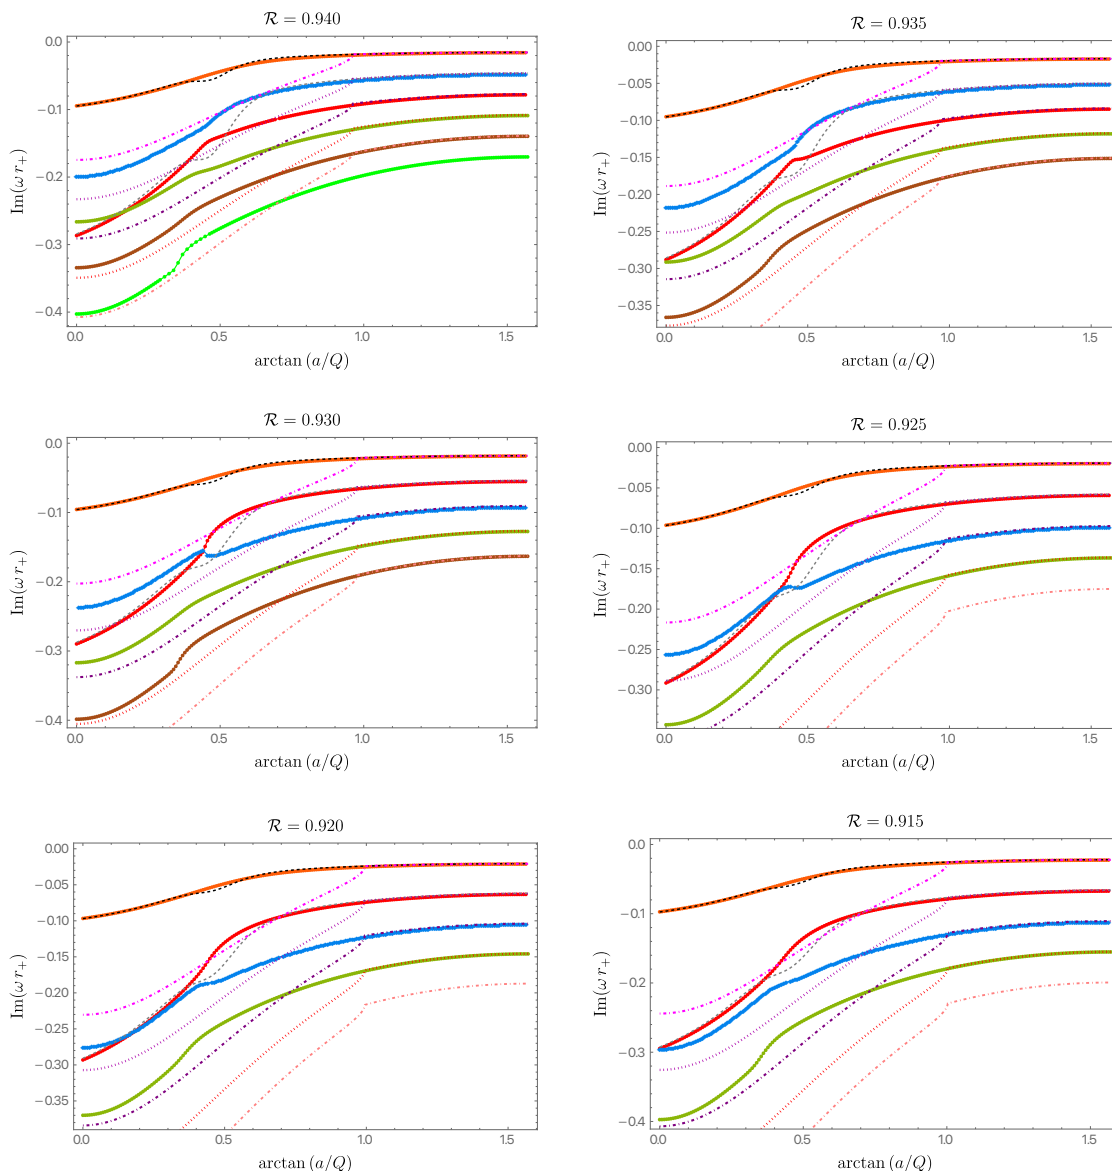 𝓡 = 0.940
0.0
−0.1
−0.2
−0.3
−0.4
Im(ω r₊)
0.0 0.5 1.0 1.5
arctan (a/Q)
𝓡 = 0.935
0.00
−0.05
−0.10
−0.15
−0.20
−0.25
−0.30
−0.35
Im(ω r₊)
0.0 0.5 1.0 1.5
arctan (a/Q)
𝓡 = 0.930
0.0
−0.1
−0.2
−0.3
−0.4
Im(ω r₊)
0.0 0.5 1.0 1.5
arctan (a/Q)
𝓡 = 0.925
0.00
−0.05
−0.10
−0.15
−0.20
−0.25
−0.30
Im(ω r₊)
0.0 0.5 1.0 1.5
arctan (a/Q)
𝓡 = 0.920
0.00
−0.05
−0.10
−0.15
−0.20
−0.25
−0.30
−0.35
Im(ω r₊)
0.0 0.5 1.0 1.5
arctan (a/Q)
𝓡 = 0.915
0.0
−0.1
−0.2
−0.3
−0.4
Im(ω r₊)
0.0 0.5 1.0 1.5
arctan (a/Q)